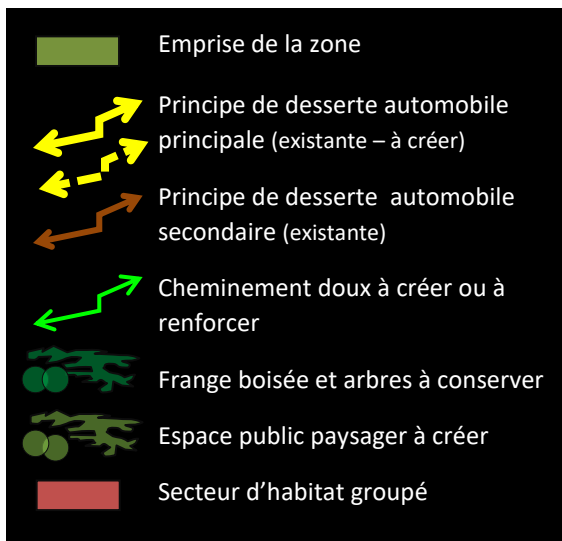 Emprise de la zone
Principe de desserte automobile
principale (existante – à créer)
Principe de desserte automobile
secondaire (existante)
Cheminement doux à créer ou à
renforcer
Frange boisée et arbres à conserver
Espace public paysager à créer
Secteur d’habitat groupé